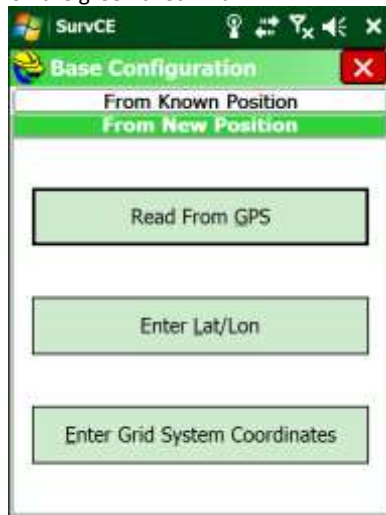 SurvCE
Base Configuration
From Known Position
From New Position
Read From GPS
Enter Lat/Lon
Enter Grid System Coordinates